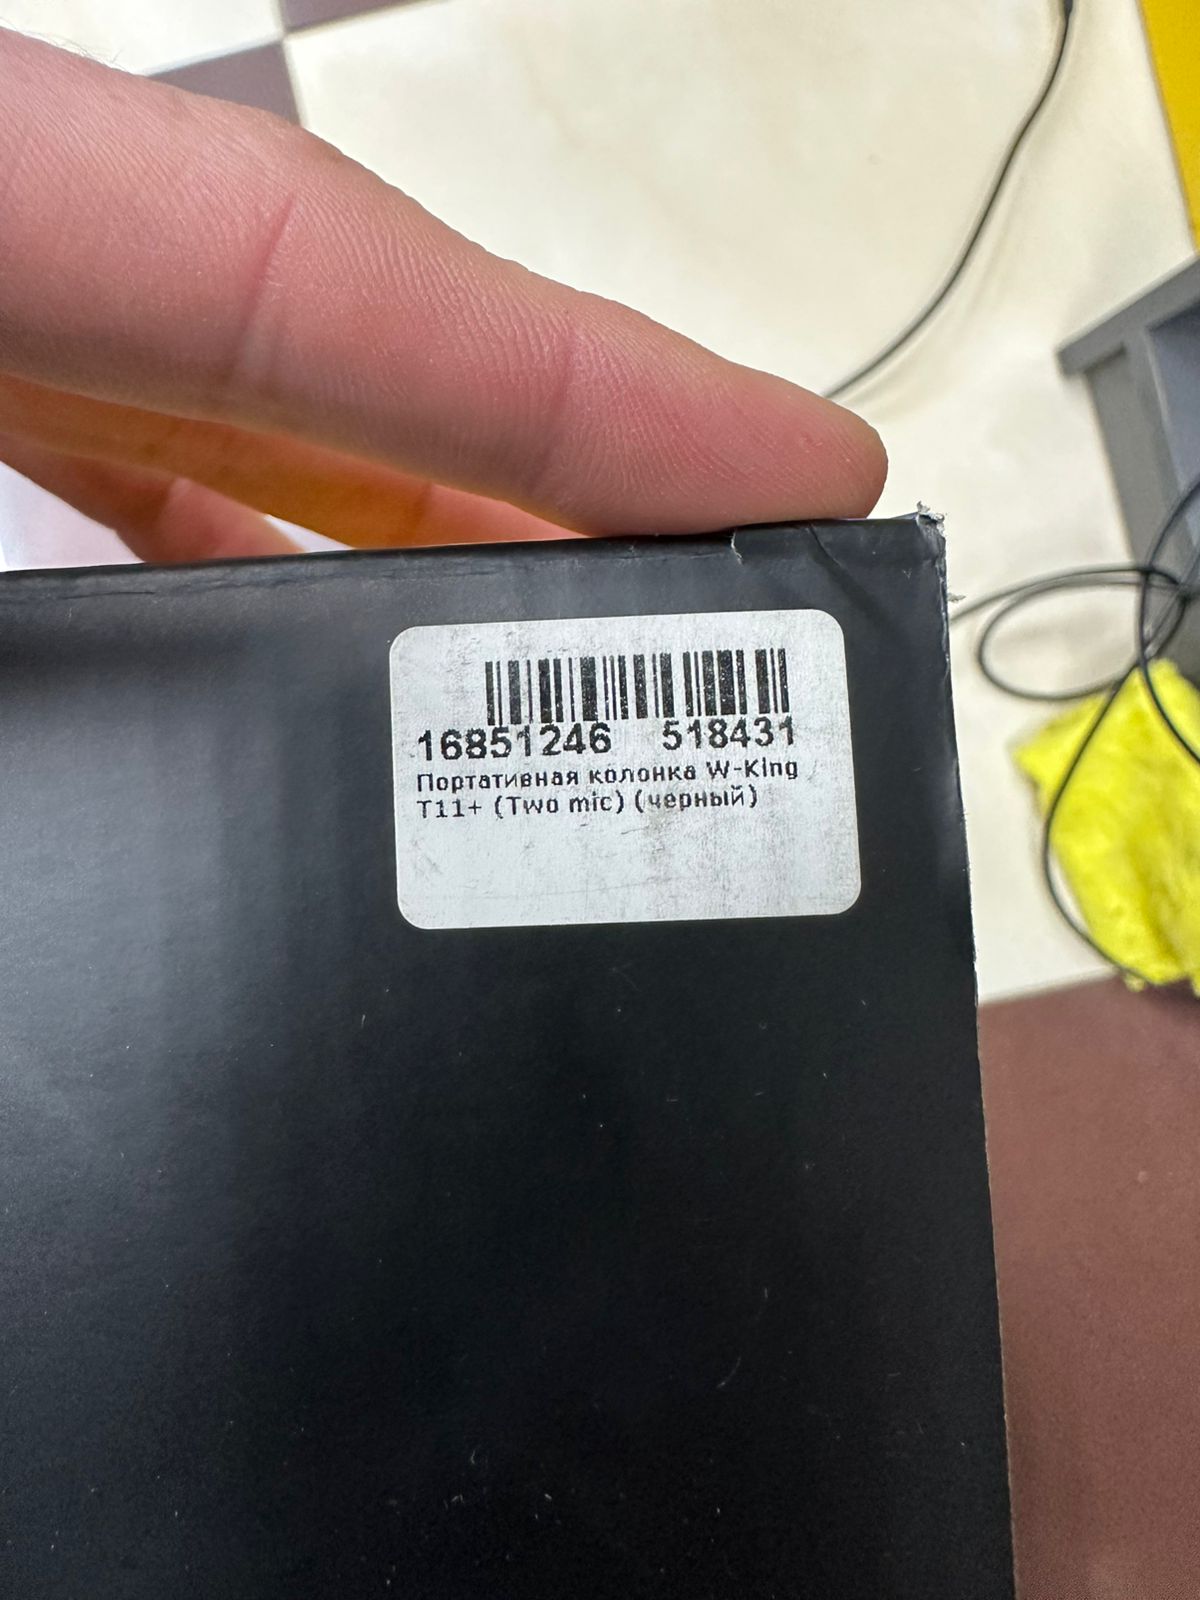 16851246 518431
Портативная колонка W-King
T11+ (Two mic) (черный)